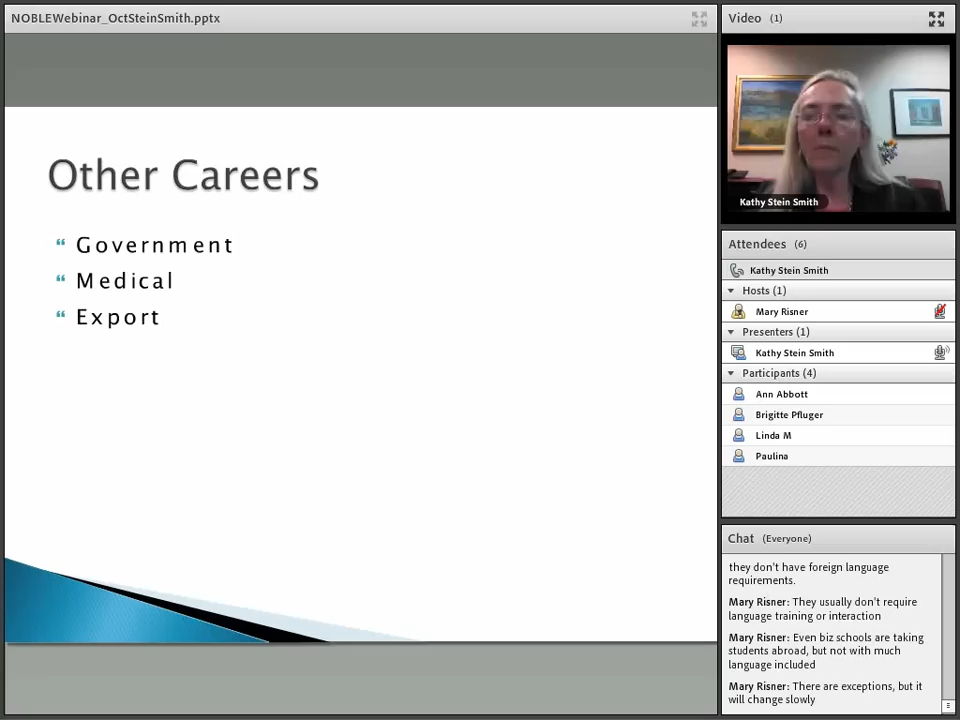 NOBLEWebinar_OctSteinSmith.pptx
Other Careers
Government
Medical
Export
Video (1)
Kathy Stein Smith
Attendees (6)
Kathy Stein Smith
Hosts (1)
Mary Risner
Presenters (1)
Kathy Stein Smith
Participants (4)
Ann Abbott
Brigitte Pfluger
Linda M
Paulina
Chat (Everyone)
they don't have foreign language
requirements.
Mary Risner: They usually don't require
language training or interaction
Mary Risner: Even biz schools are taking
students abroad, but not with much
language included
Mary Risner: There are exceptions, but it
will change slowly